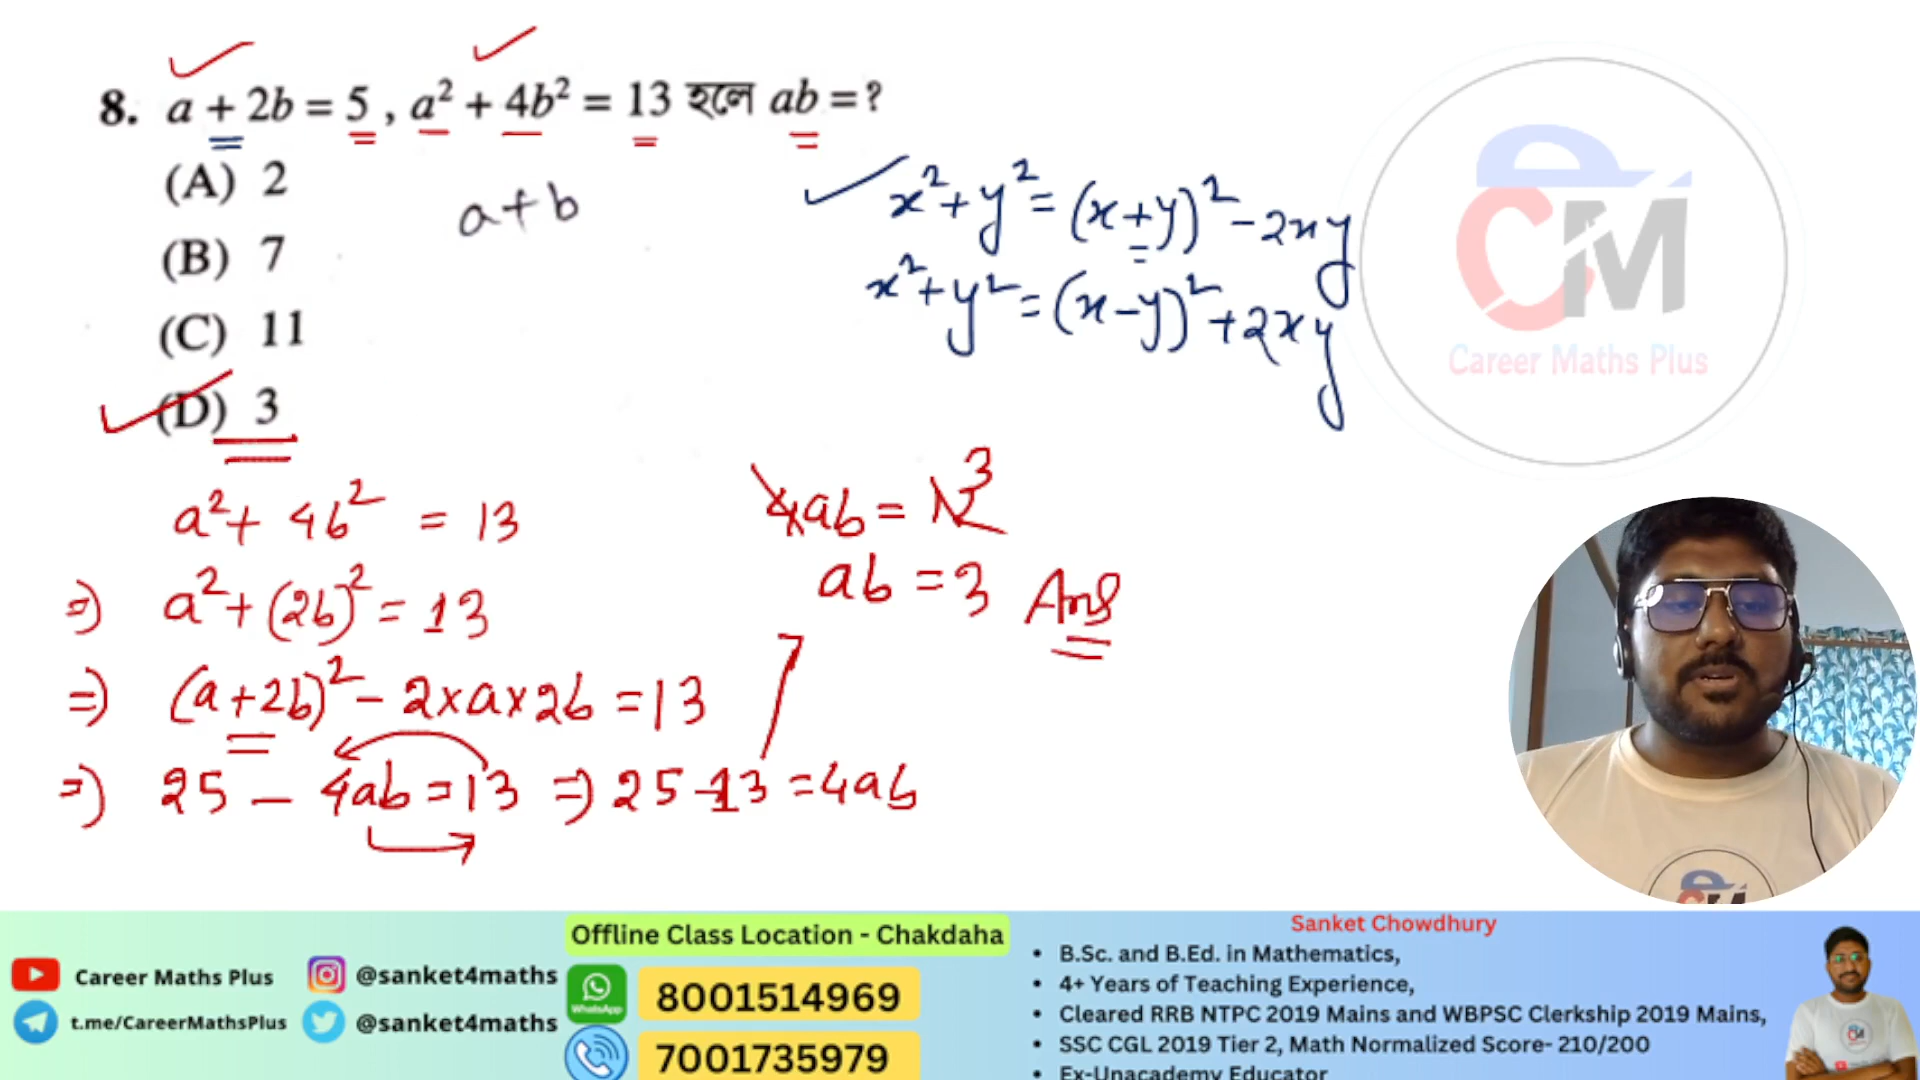 8. a + 2b = 5 , a² + 4b² = 13 হলে ab = ?
(A) 2
(B) 7
(C) 11
(D) 3
a+b
x²+y² = (x+y)² - 2xy
x²+y² = (x-y)² + 2xy
CM
Career Maths Plus
a² + 4b² = 13
⇒) a² + (2b)² = 13
⇒) (a+2b)² - 2×a×2b = 13
⇒) 25 - 4ab = 13 ⇒) 25-13 = 4ab
4ab = 12 3
ab = 3 Ans
Career Maths Plus
@sanket4maths
t.me/CareerMathsPlus
@sanket4maths
Offline Class Location - Chakdaha
WhatsApp
8001514969
7001735979
Sanket Chowdhury
• B.Sc. and B.Ed. in Mathematics,
• 4+ Years of Teaching Experience,
• Cleared RRB NTPC 2019 Mains and WBPSC Clerkship 2019 Mains,
• SSC CGL 2019 Tier 2, Math Normalized Score- 210/200
• Ex-Unacademy Educator